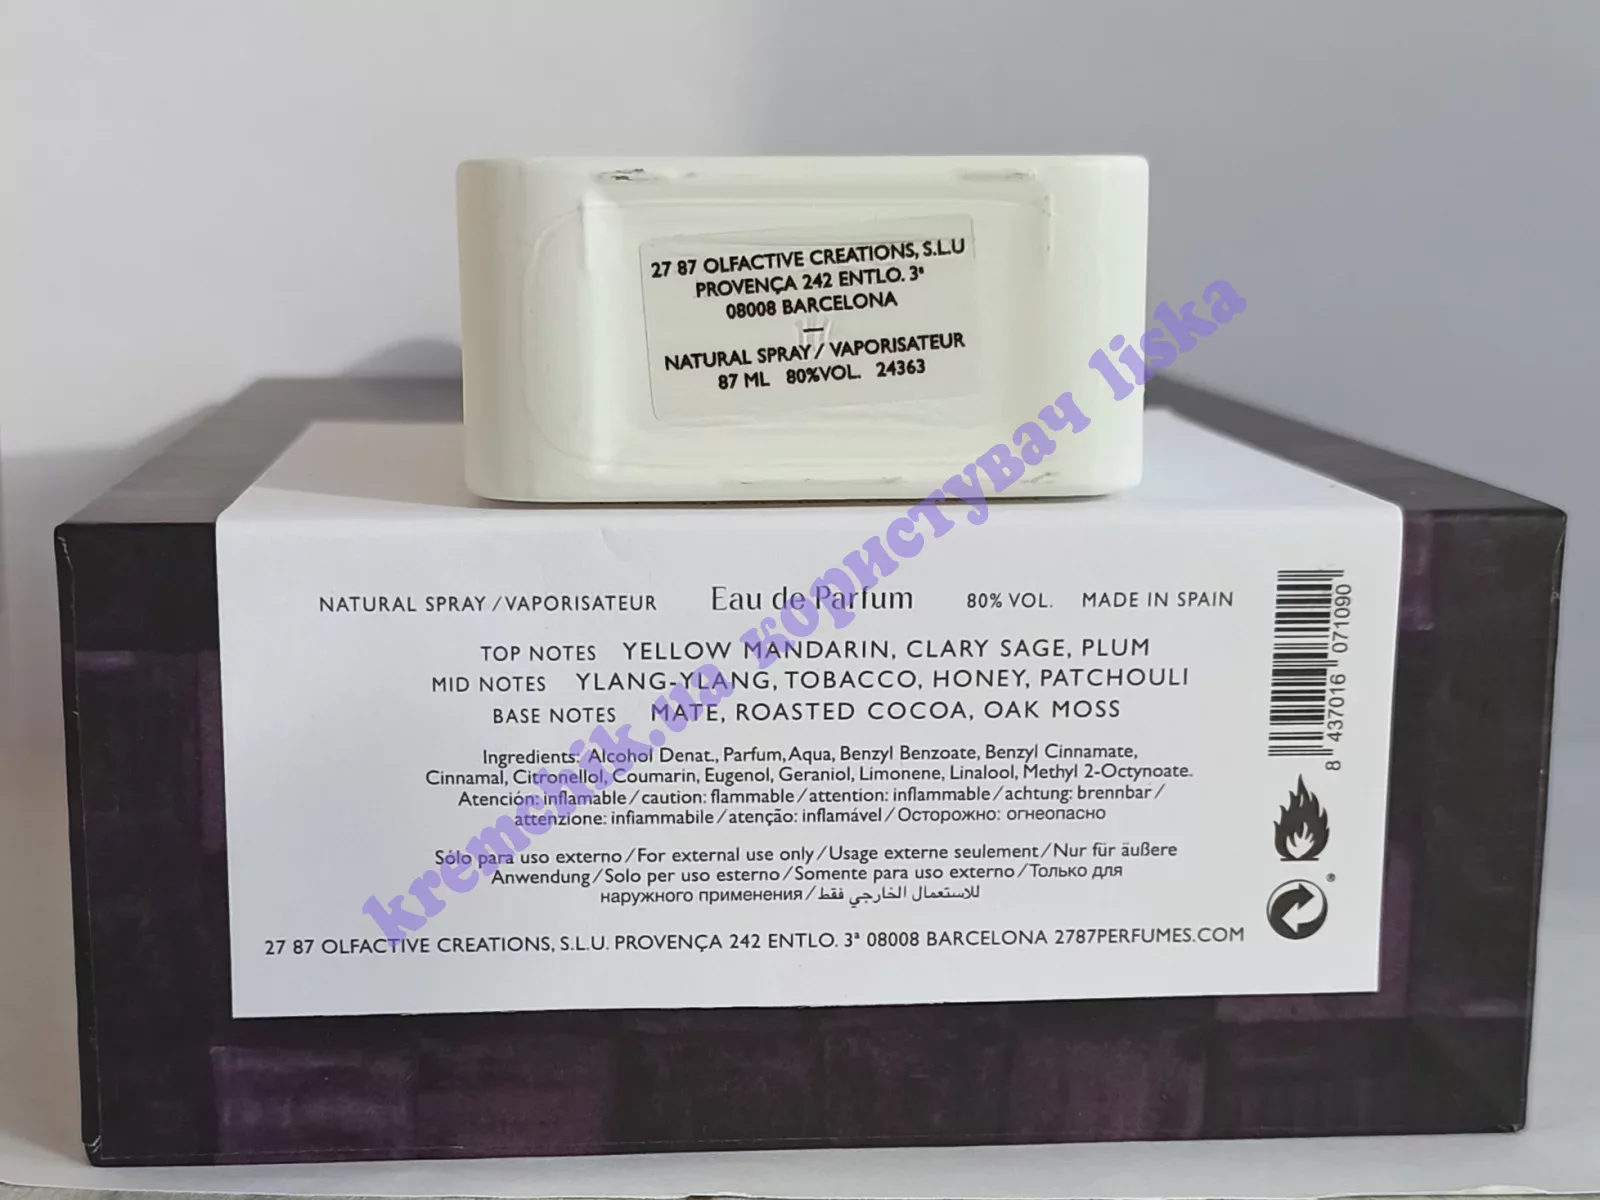 27 87 OLFACTIVE CREATIONS, S.L.U
PROVENÇA 242 ENTLO. 3ª
08008 BARCELONA
—
NATURAL SPRAY / VAPORISATEUR
87 ML 80%VOL. 24363
NATURAL SPRAY / VAPORISATEUR Eau de Parfum 80% VOL. MADE IN SPAIN
TOP NOTES YELLOW MANDARIN, CLARY SAGE, PLUM
MID NOTES YLANG-YLANG, TOBACCO, HONEY, PATCHOULI
BASE NOTES MATE, ROASTED COCOA, OAK MOSS
Ingredients: Alcohol Denat., Parfum, Aqua, Benzyl Benzoate, Benzyl Cinnamate,
Cinnamal, Citronellol, Coumarin, Eugenol, Geraniol, Limonene, Linalool, Methyl 2-Octynoate.
Atención: inflamable / caution: flammable / attention: inflammable / achtung: brennbar /
attenzione: infiammabile / atenção: inflamável / Осторожно: огнеопасно
Sólo para uso externo / For external use only / Usage externe seulement / Nur für äußere
Anwendung / Solo per uso esterno / Somente para uso externo / Только для
наружного применения / للاستعمال الخارجي فقط
27 87 OLFACTIVE CREATIONS, S.L.U. PROVENÇA 242 ENTLO. 3ª 08008 BARCELONA 2787PERFUMES.COM
8 437016 071090
kremchik.ua користувач liska